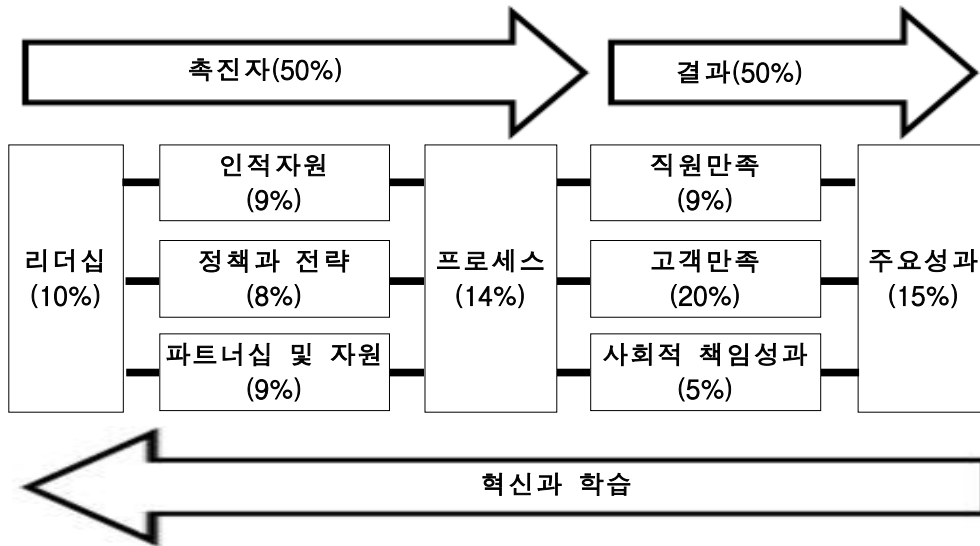 촉진자(50%)
결과(50%)
리더십
(10%)
인적자원
(9%)
정책과 전략
(8%)
파트너십 및 자원
(9%)
프로세스
(14%)
직원만족
(9%)
고객만족
(20%)
사회적 책임성과
(5%)
주요성과
(15%)
혁신과 학습